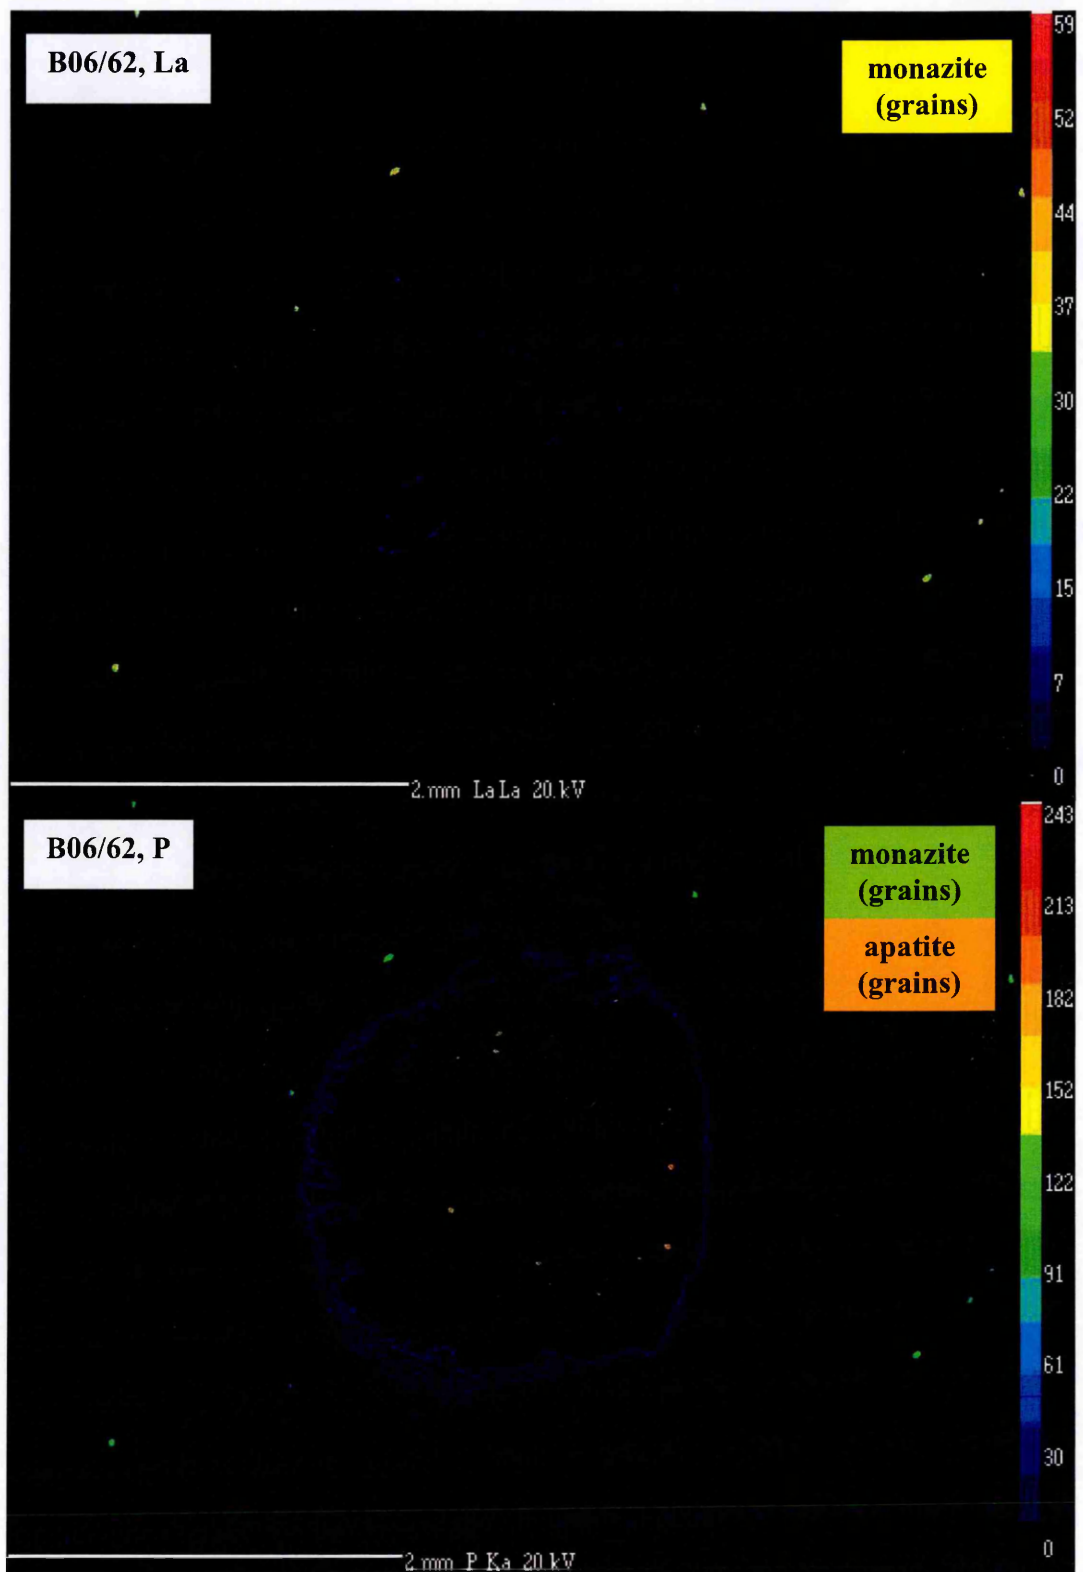 B06/62, La
monazite
(grains)
59
52
44
37
30
22
15
7
0
2 mm La La 20 kV
B06/62, P
monazite
(grains)
apatite
(grains)
243
213
182
152
122
91
61
30
0
2 mm P Ka 20 kV